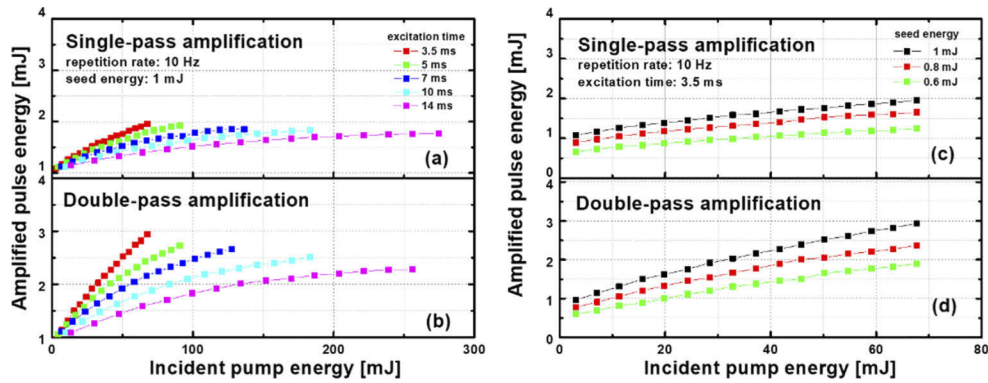 Single-pass amplification
repetition rate: 10 Hz
seed energy: 1 mJ
excitation time
3.5 ms
5 ms
7 ms
10 ms
14 ms
(a)
4
3
2
1
Double-pass amplification
(b)
4
3
2
1
0 100 200 300
Amplified pulse energy [mJ]
Incident pump energy [mJ]
Single-pass amplification
repetition rate: 10 Hz
excitation time: 3.5 ms
seed energy
1 mJ
0.8 mJ
0.6 mJ
(c)
4
3
2
1
0
Double-pass amplification
(d)
4
3
2
1
0
0 20 40 60 80
Amplified pulse energy [mJ]
Incident pump energy [mJ]